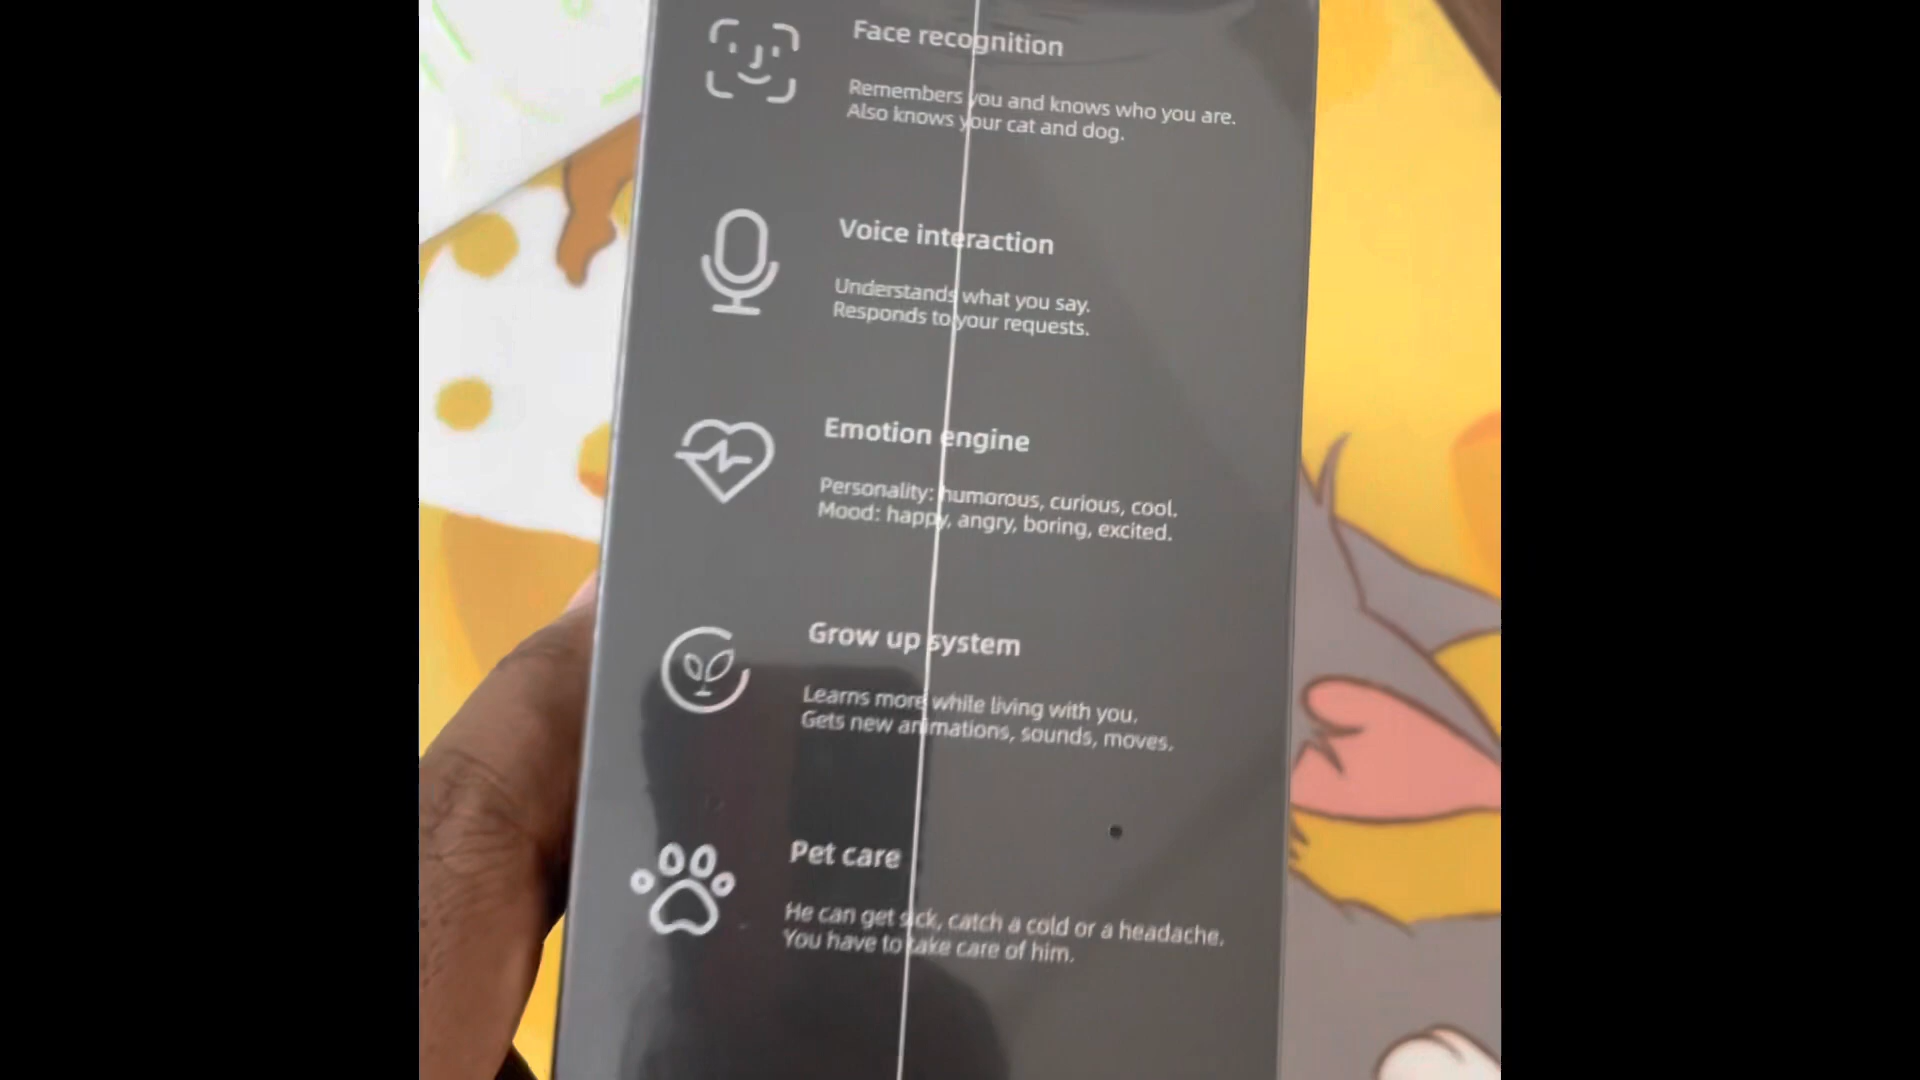 Face recognition
Remembers you and knows who you are.
Also knows your cat and dog.
Voice interaction
Understands what you say.
Responds to your requests.
Emotion engine
Personality: humorous, curious, cool.
Mood: happy, angry, boring, excited.
Grow up system
Learns more while living with you.
Gets new animations, sounds, moves.
Pet care
He can get sick, catch a cold or a headache.
You have to take care of him.